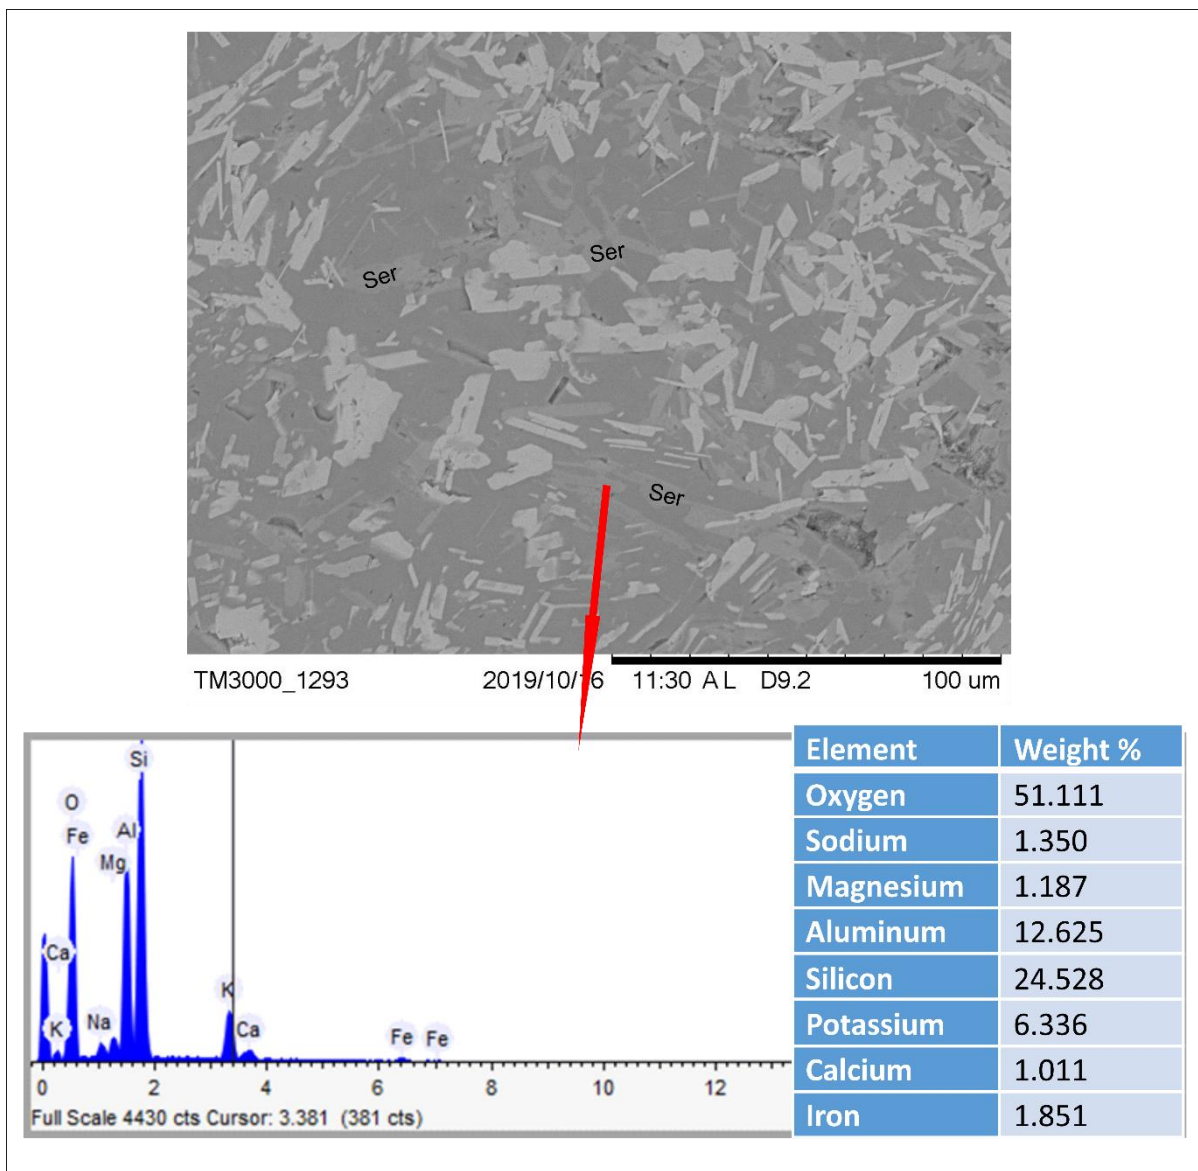 Ser
Ser
Ser
TM3000_1293 2019/10/16 11:30 A L D9.2 100 um
Si
O
Fe
Al
Mg
Ca
K
Na
K
Ca
Fe
Fe
0 2 4 6 8 10 12
Full Scale 4430 cts Cursor: 3.381 (381 cts)
Element Weight %
Oxygen 51.111
Sodium 1.350
Magnesium 1.187
Aluminum 12.625
Silicon 24.528
Potassium 6.336
Calcium 1.011
Iron 1.851